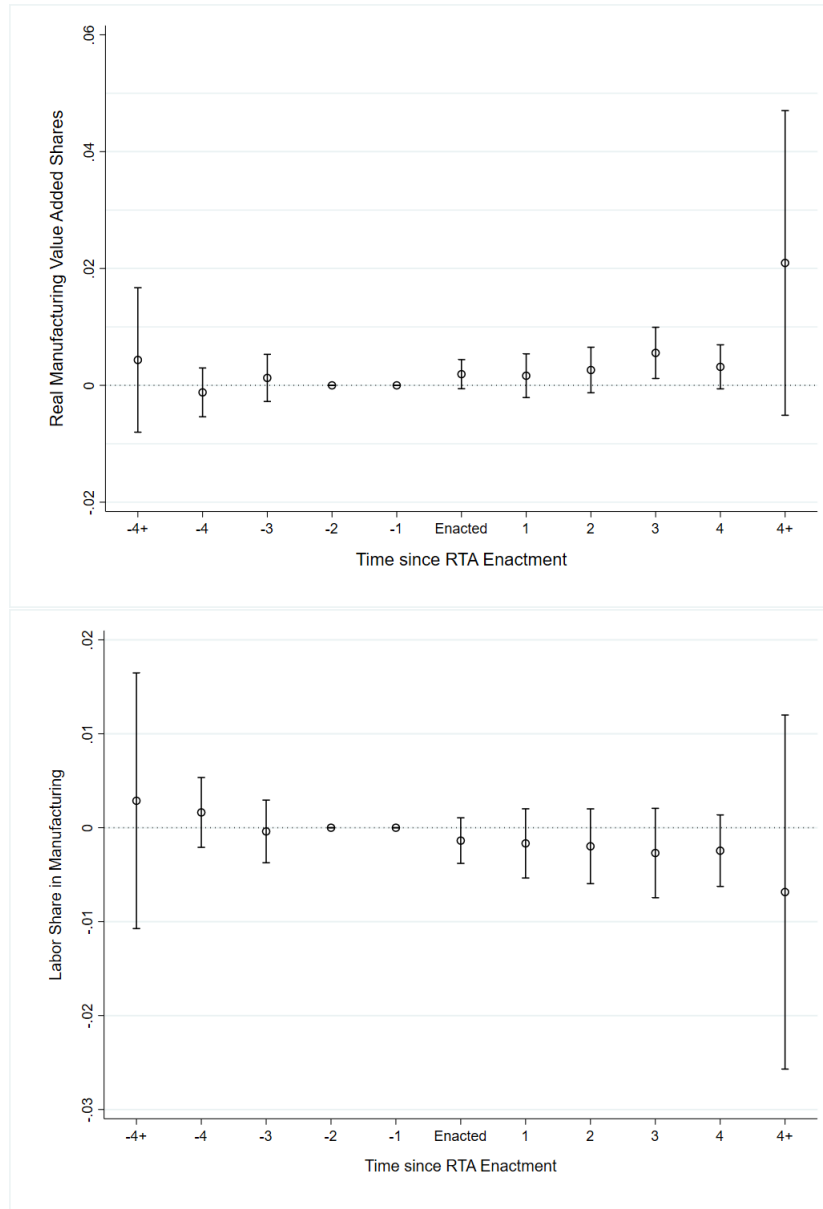 Real Manufacturing Value Added Shares
.06
.04
.02
0
-.02
-4+ -4 -3 -2 -1 Enacted 1 2 3 4 4+
Time since RTA Enactment
Labor Share in Manufacturing
.02
.01
0
-.01
-.02
-.03
-4+ -4 -3 -2 -1 Enacted 1 2 3 4 4+
Time since RTA Enactment